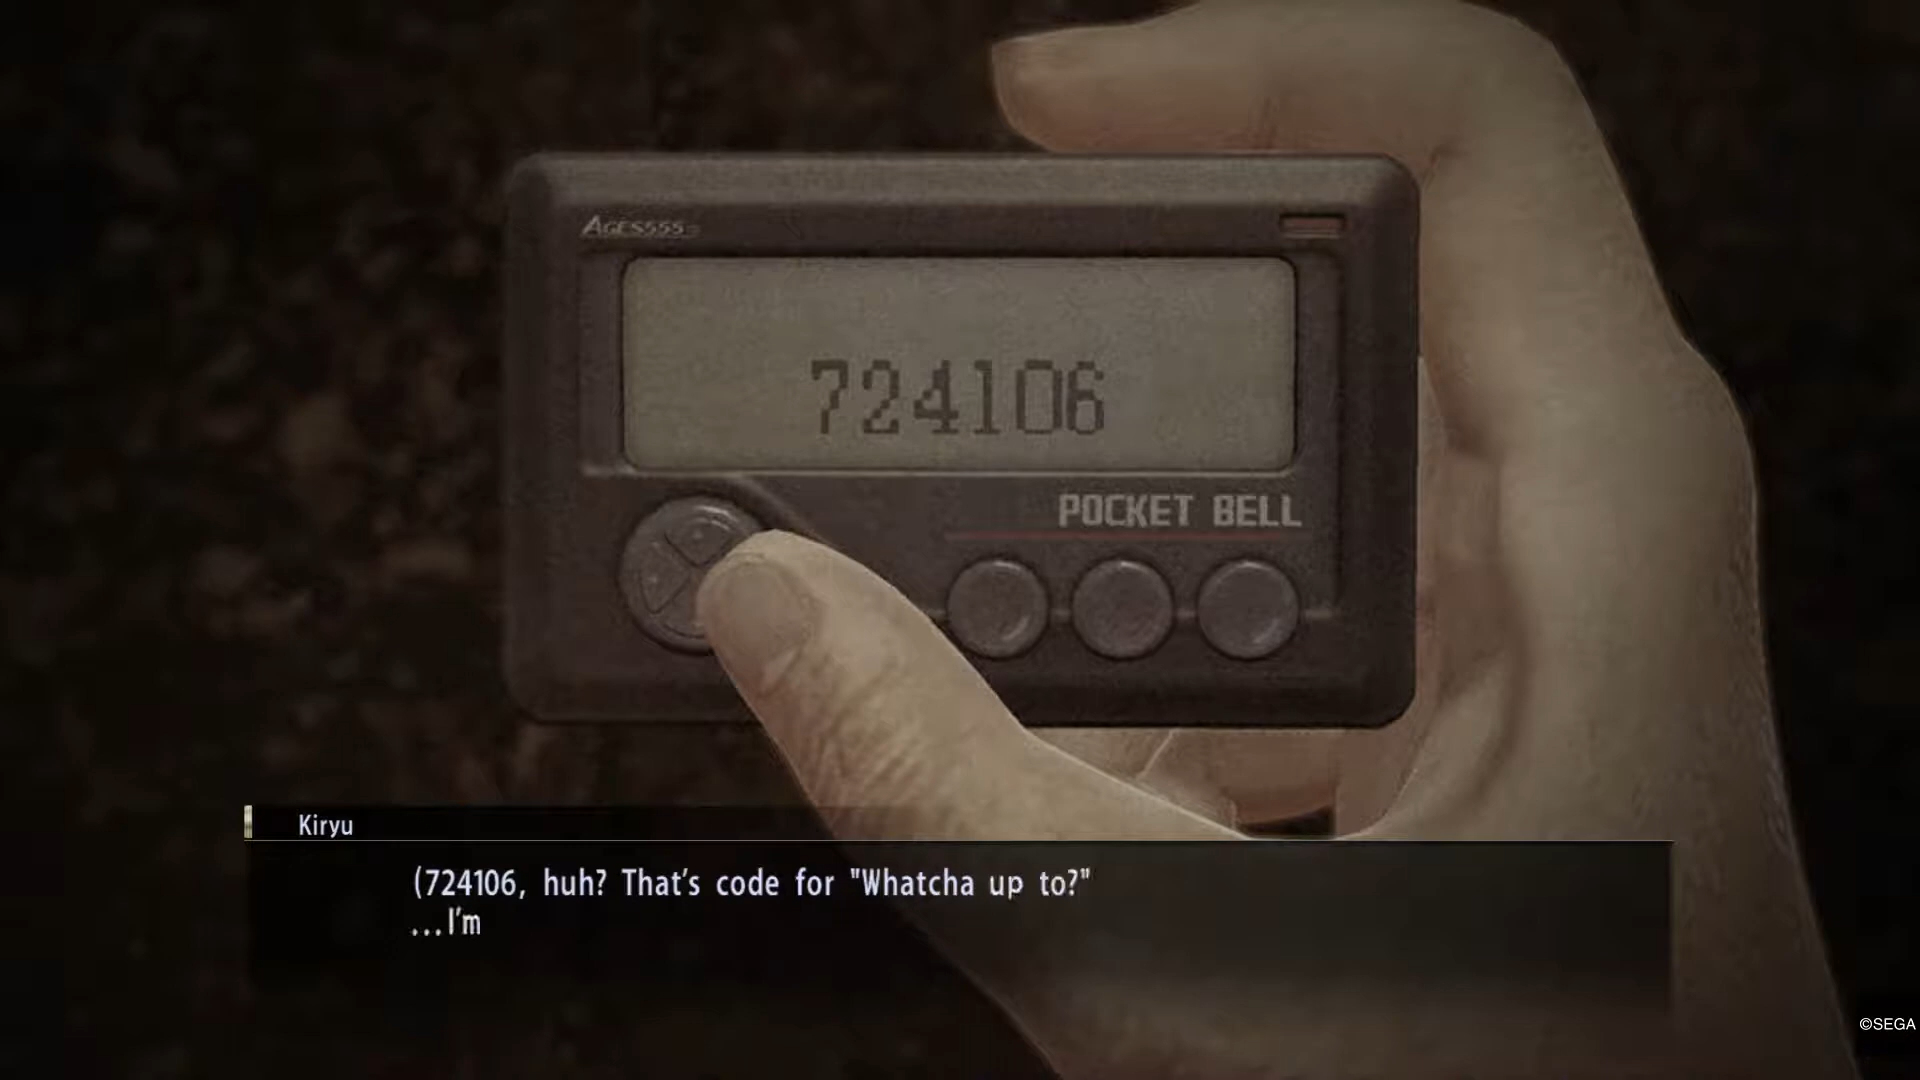 AGES555
724106
POCKET BELL
Kiryu
(724106, huh? That's code for "Whatcha up to?"
...I'm
©SEGA